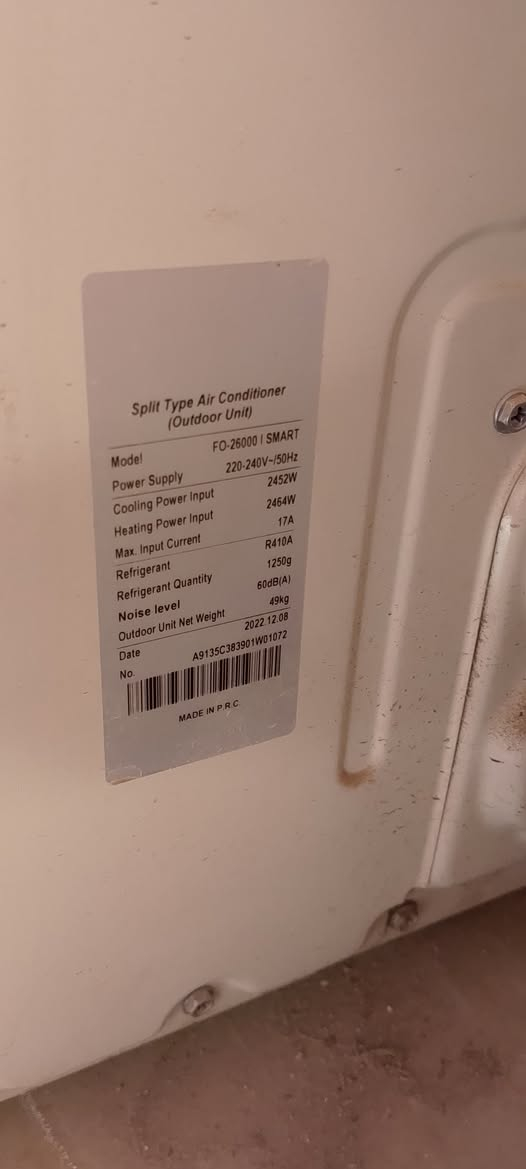 Split Type Air Conditioner
(Outdoor Unit)
Model FO-26000 I SMART
Power Supply 220-240V~/50Hz
Cooling Power Input 2452W
Heating Power Input 2464W
Max. Input Current 17A
Refrigerant R410A
Refrigerant Quantity 1250g
Noise level 60dB(A)
Outdoor Unit Net Weight 49kg
Date 2022.12.08
No. A9135C383901W01072
MADE IN P.R.C